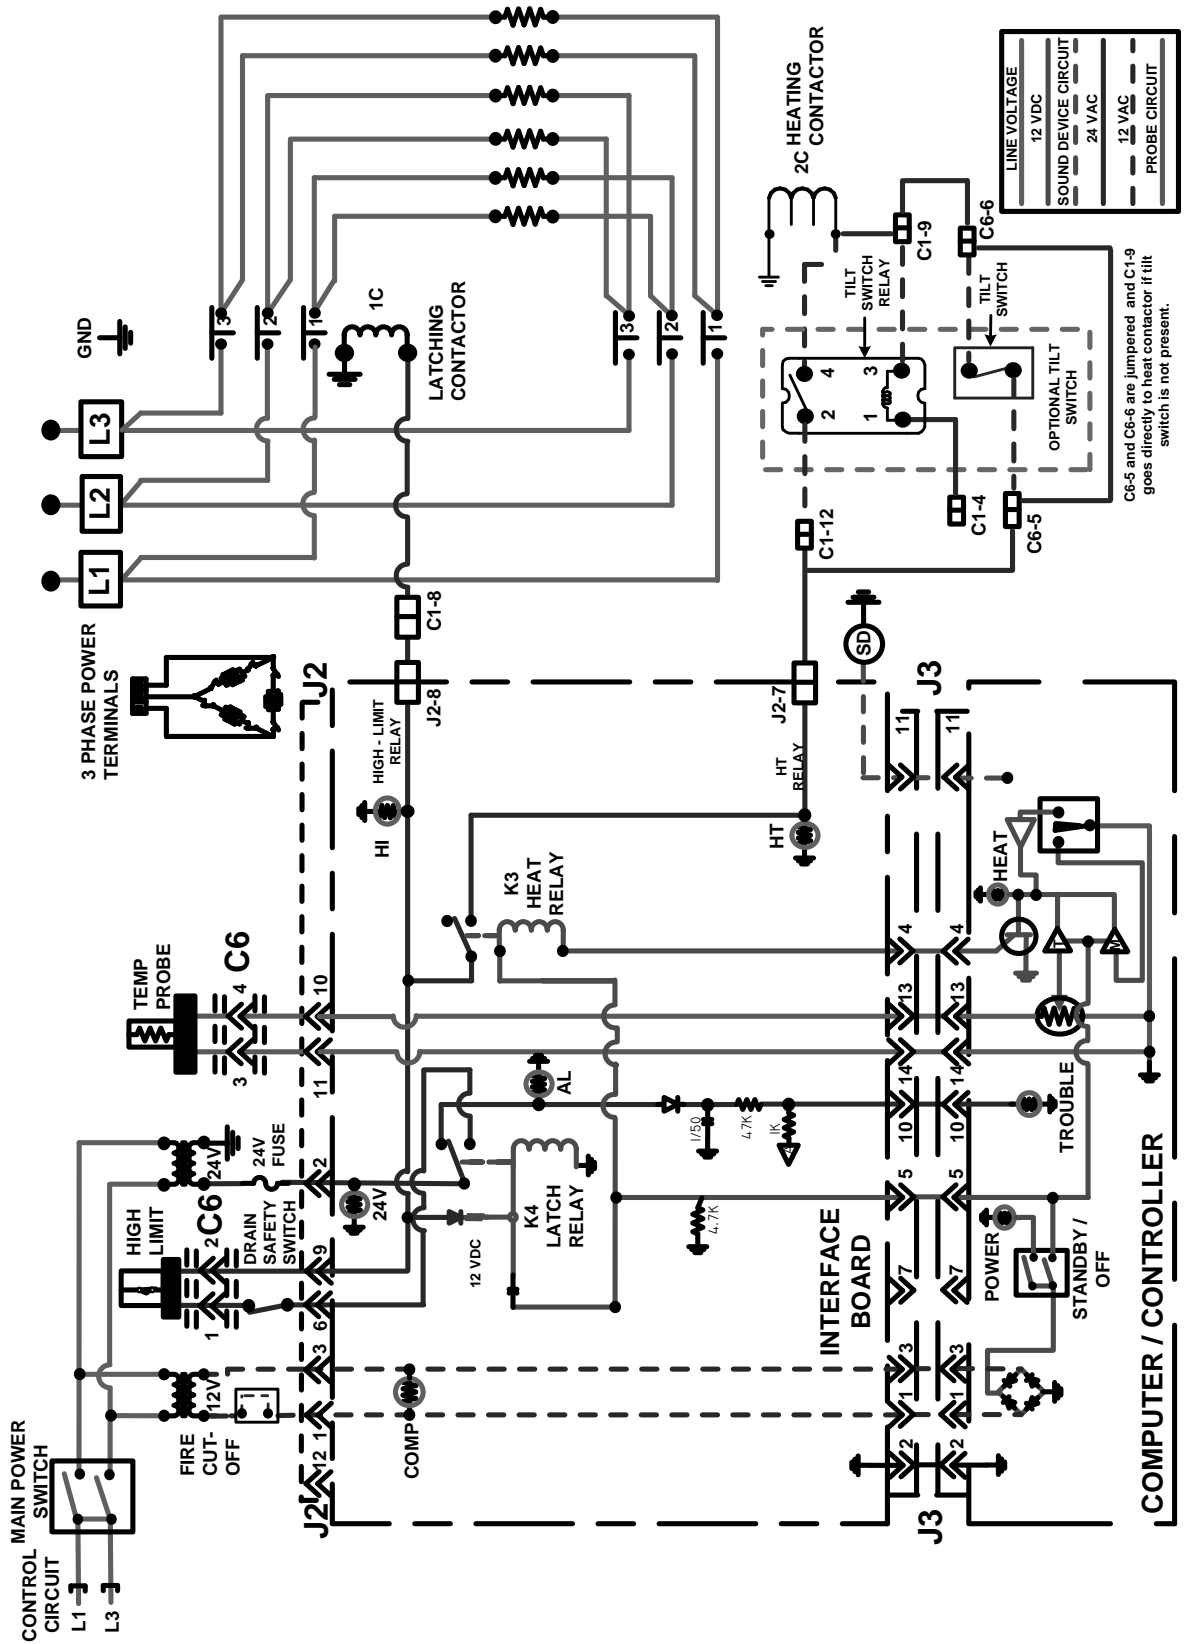 CONTROL
CIRCUIT
L1
L3
MAIN POWER
SWITCH
FIRE
CUT-
OFF
12V
HIGH
LIMIT
C6
1
2
DRAIN
SAFETY
SWITCH
24V
24V
FUSE
TEMP
PROBE
C6
3
4
3 PHASE POWER
TERMINALS
L1
L2
L3
GND
3
2
1
1C
LATCHING
CONTACTOR
3
2
1
J2
12
1
3
6
9
2
11
10
J2
COMP
24V
12 VDC
K4
LATCH
RELAY
AL
K3
HEAT
RELAY
HI
HIGH - LIMIT
RELAY
J2-8
C1-8
HT
HT
RELAY
J2-7
C1-12
1/50
47K
1K
4.7K
INTERFACE
BOARD
J3
2
1
3
7
5
10
14
13
4
11
J3
2
1
3
7
5
10
14
13
4
11
SD
POWER
STANDBY /
OFF
TROUBLE
HEAT
T
M
COMPUTER / CONTROLLER
2C HEATING
CONTACTOR
TILT
SWITCH
RELAY
C1-9
2
4
1
3
TILT
SWITCH
C6-6
OPTIONAL TILT
SWITCH
C1-4
C6-5
C6-5 and C6-6 are jumpered and C1-9
goes directly to heat contactor if tilt
switch is not present.
LINE VOLTAGE
12 VDC
SOUND DEVICE CIRCUIT
24 VAC
12 VAC
PROBE CIRCUIT